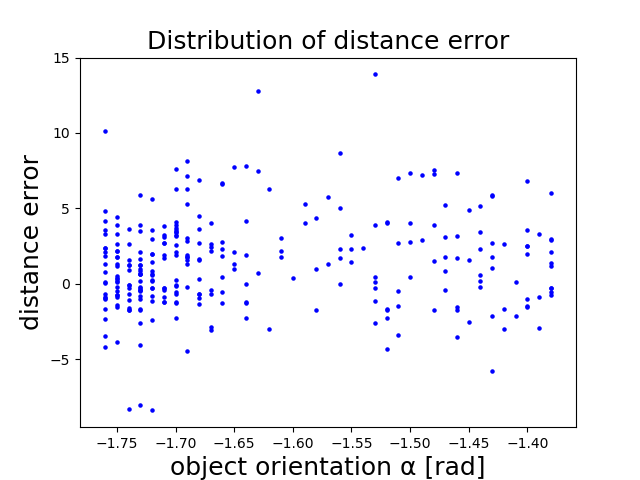 Distribution of distance error
distance error
15
10
5
0
−5
−1.75 −1.70 −1.65 −1.60 −1.55 −1.50 −1.45 −1.40
object orientation α [rad]